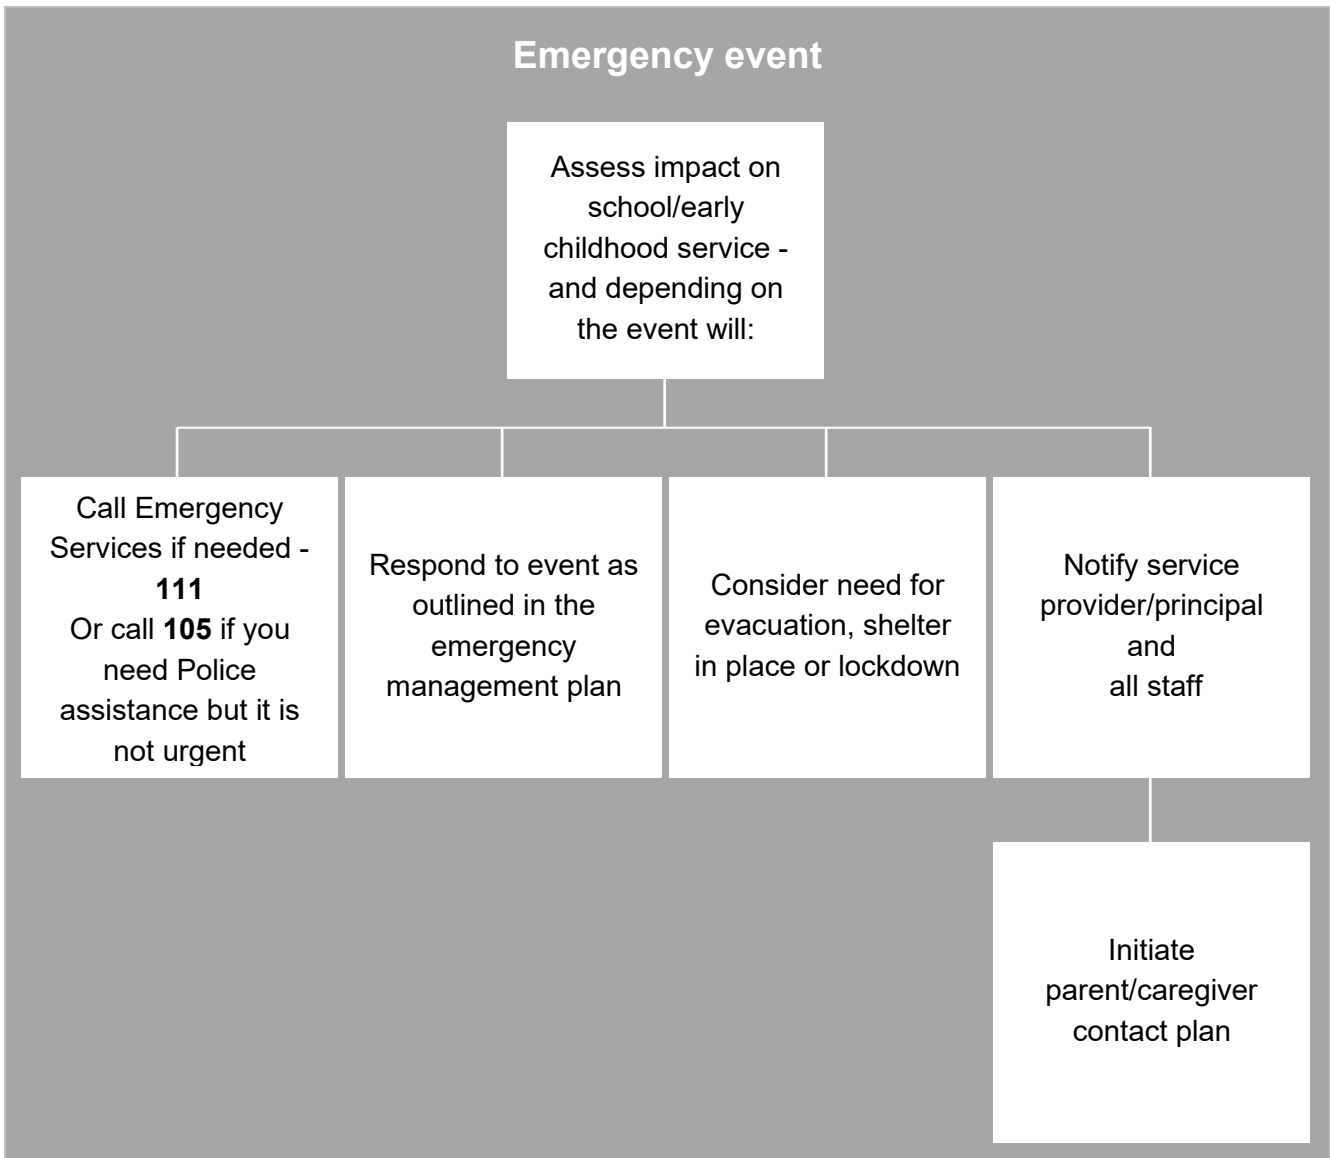 Emergency event
Assess impact on
school/early
childhood service -
and depending on
the event will:
Call Emergency
Services if needed -
111
Or call 105 if you
need Police
assistance but it is
not urgent
Respond to event as
outlined in the
emergency
management plan
Consider need for
evacuation, shelter
in place or lockdown
Notify service
provider/principal
and
all staff
Initiate
parent/caregiver
contact plan